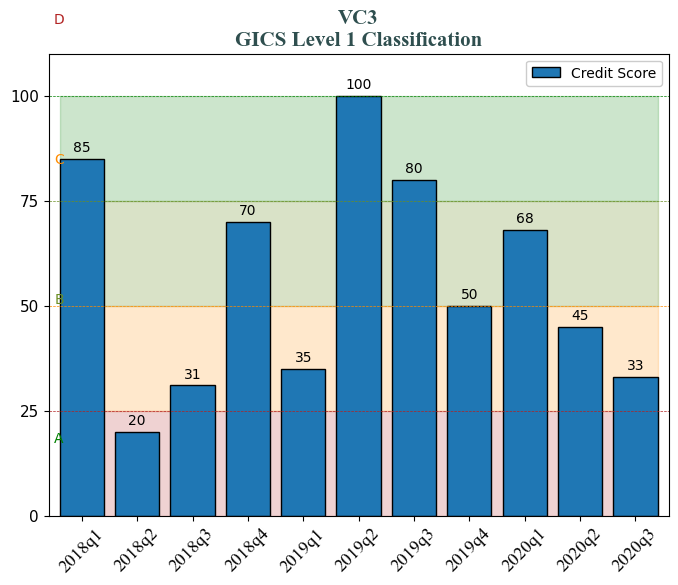 D
VC3
GICS Level 1 Classification
Credit Score
100
75
50
25
0
C
B
A
85
20
31
70
35
100
80
50
68
45
33
2018q1
2018q2
2018q3
2018q4
2019q1
2019q2
2019q3
2019q4
2020q1
2020q2
2020q3